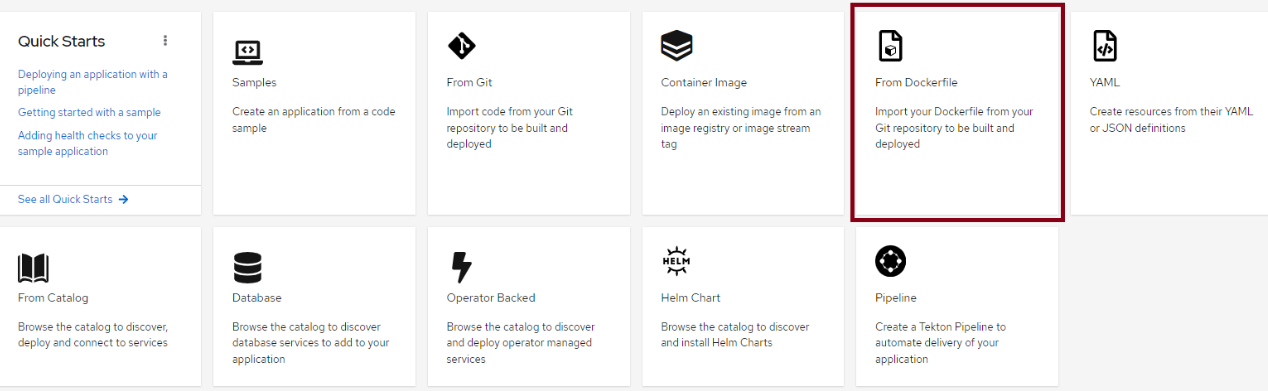 Quick Starts
Deploying an application with a
pipeline
Getting started with a sample
Adding health checks to your
sample application
See all Quick Starts
Samples
Create an application from a code
sample
From Git
Import code from your Git
repository to be built and
deployed
Container Image
Deploy an existing image from an
image registry or image stream
tag
From Dockerfile
Import your Dockerfile from your
Git repository to be built and
deployed
YAML
Create resources from their YAML
or JSON definitions
From Catalog
Browse the catalog to discover,
deploy and connect to services
Database
Browse the catalog to discover
database services to add to your
application
Operator Backed
Browse the catalog to discover
and deploy operator managed
services
HELM
Helm Chart
Browse the catalog to discover
and install Helm Charts
Pipeline
Create a Tekton Pipeline to
automate delivery of your
application